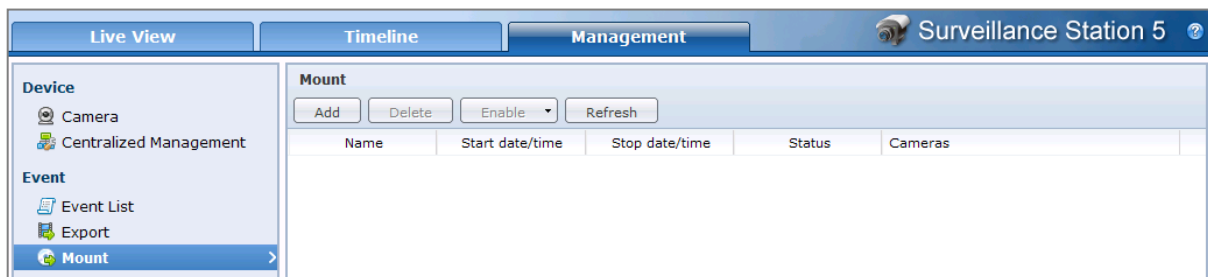 Live View Timeline Management Surveillance Station 5 ?
Device
Camera
Centralized Management
Event
Event List
Export
Mount
Mount
Add Delete Enable Refresh
Name Start date/time Stop date/time Status Cameras